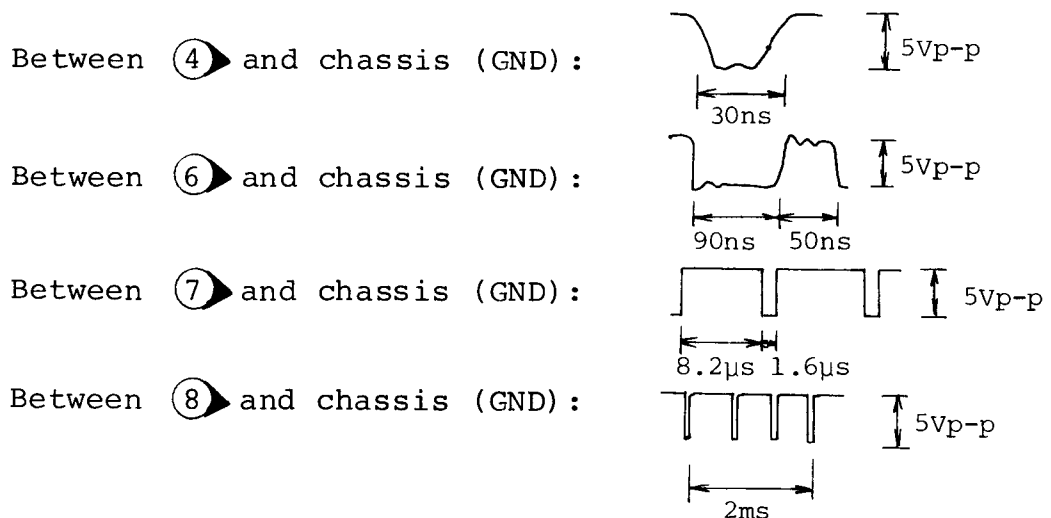 Between ④ and chassis (GND): 5Vp-p
30ns
Between ⑥ and chassis (GND): 5Vp-p
90ns 50ns
Between ⑦ and chassis (GND): 5Vp-p
8.2µs 1.6µs
Between ⑧ and chassis (GND): 5Vp-p
2ms